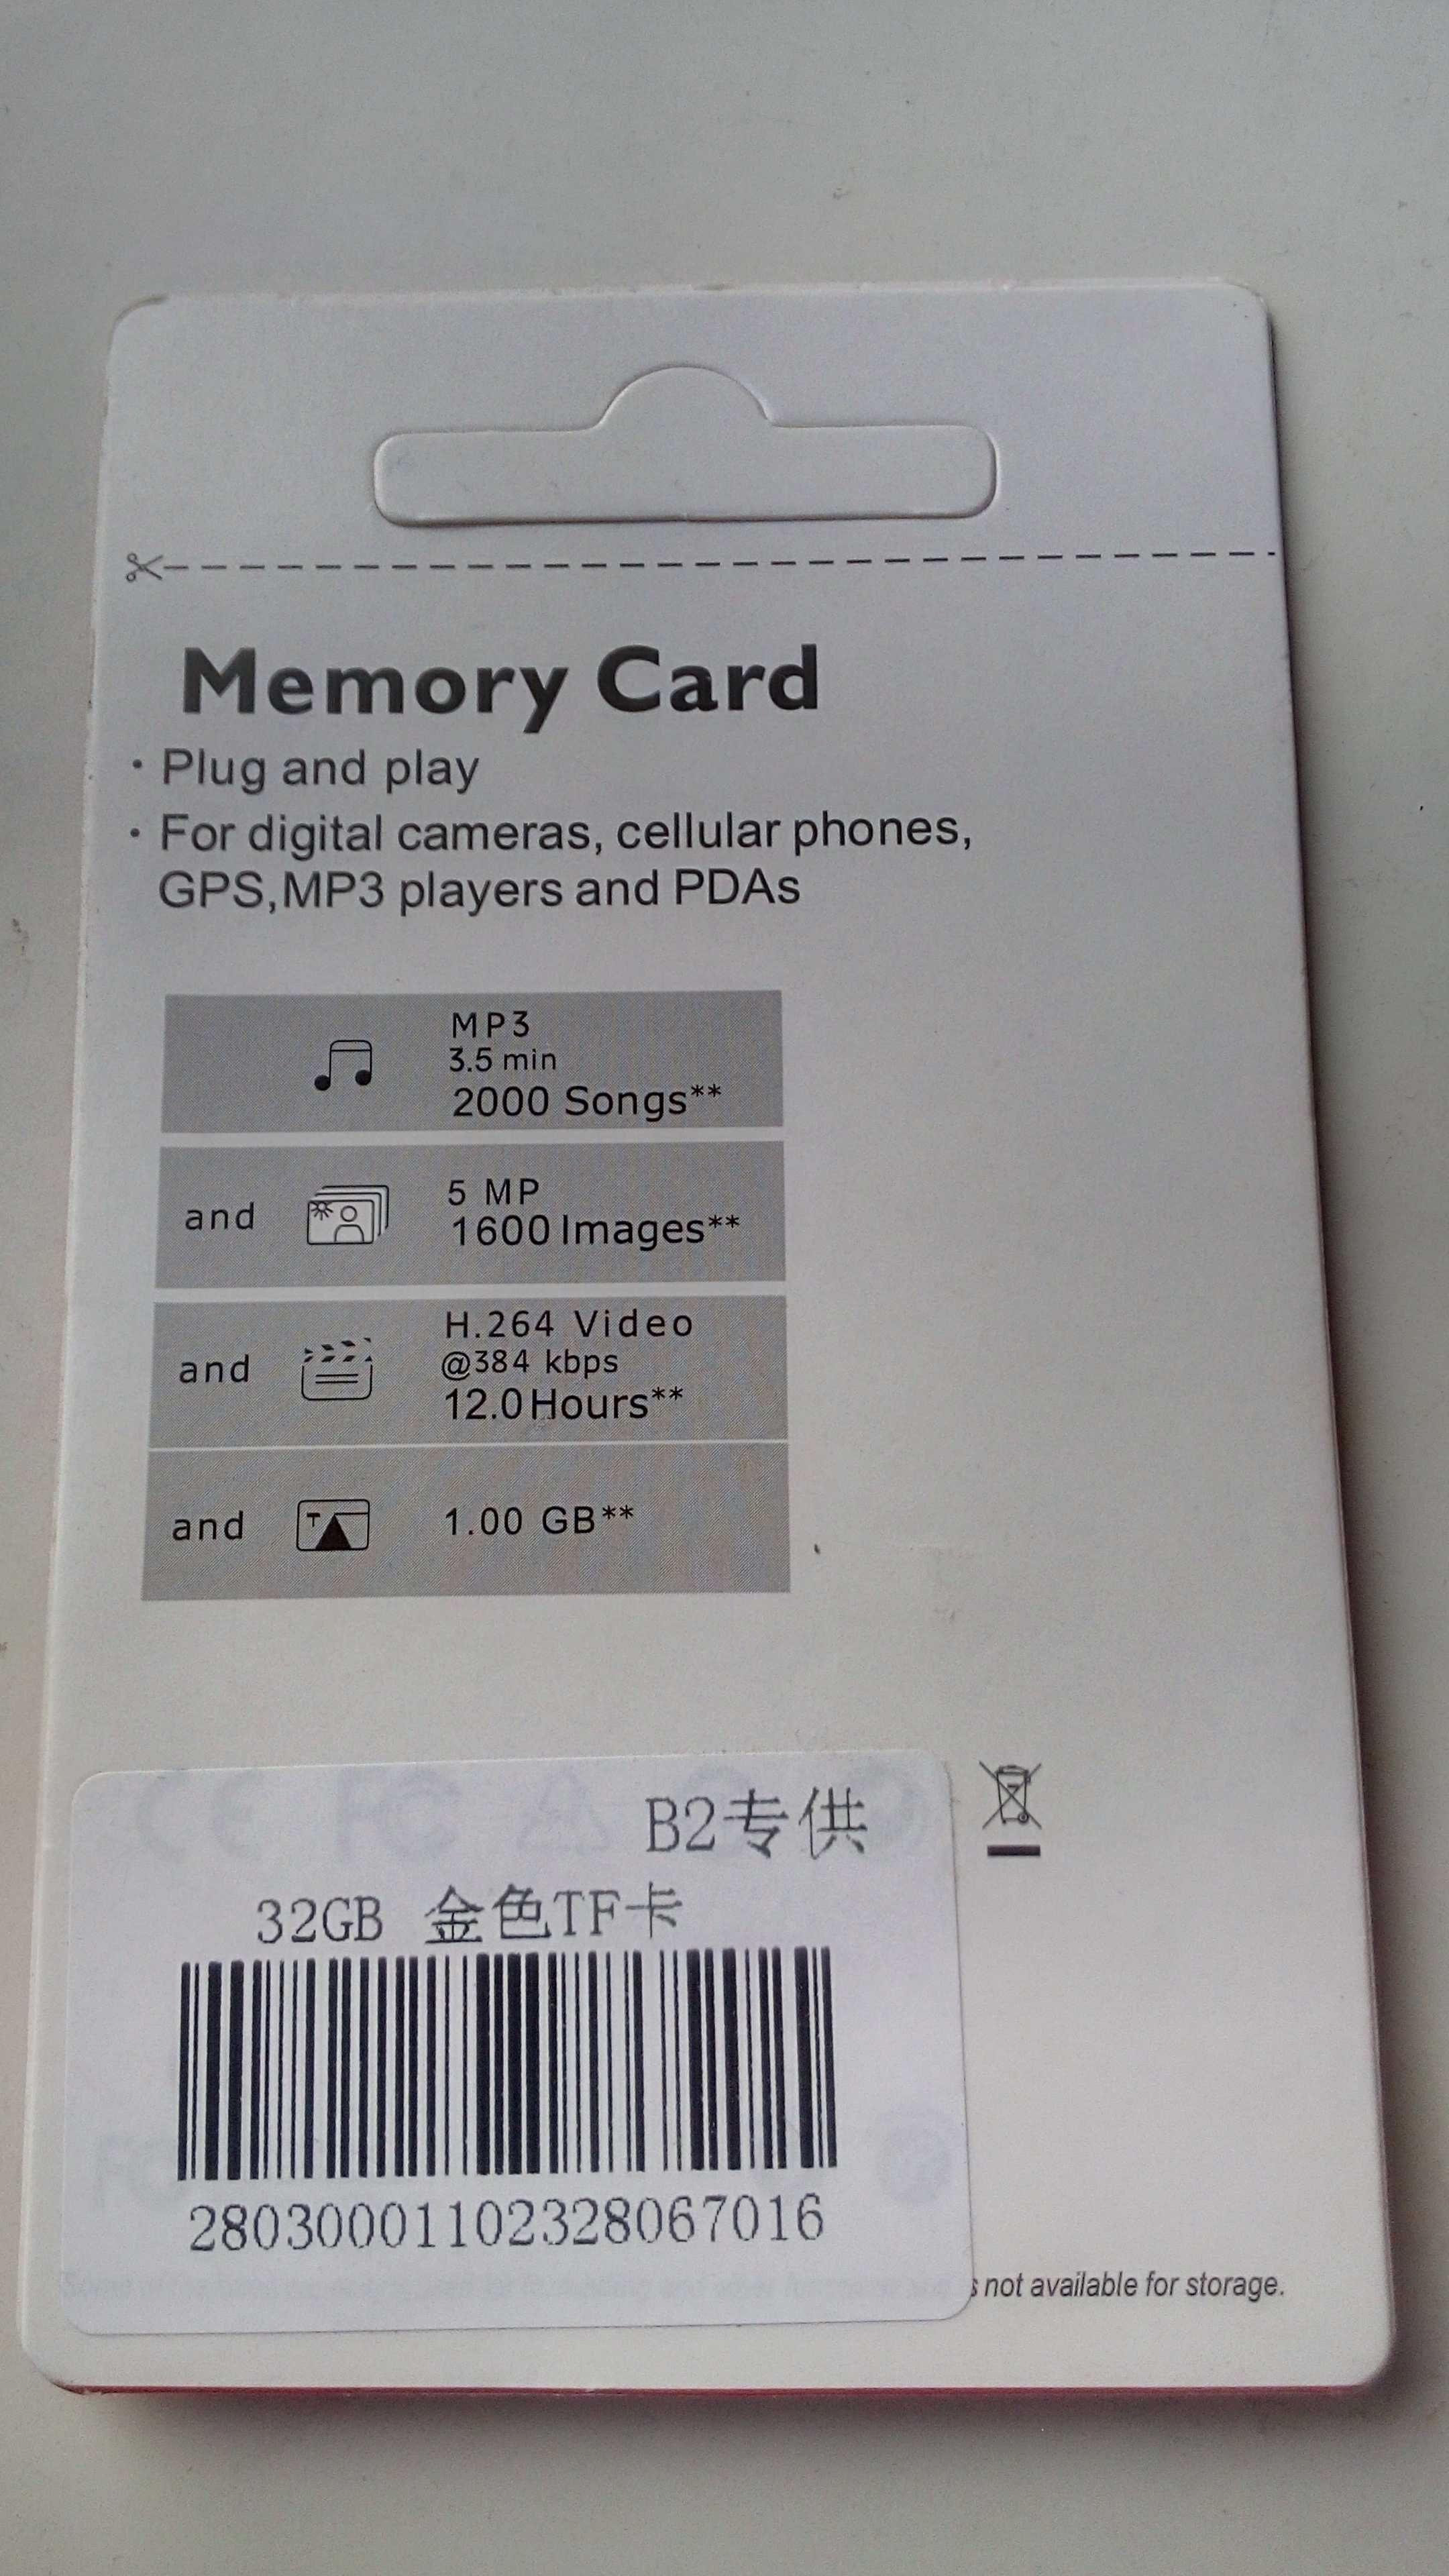 Memory Card
· Plug and play
· For digital cameras, cellular phones,
GPS,MP3 players and PDAs
MP3
3.5 min
2000 Songs**
and
5 MP
1600 Images**
and
H.264 Video
@384 kbps
12.0 Hours**
and
T
1.00 GB**
B2专供
32GB 金色TF卡
28030001102328067016
not available for storage.